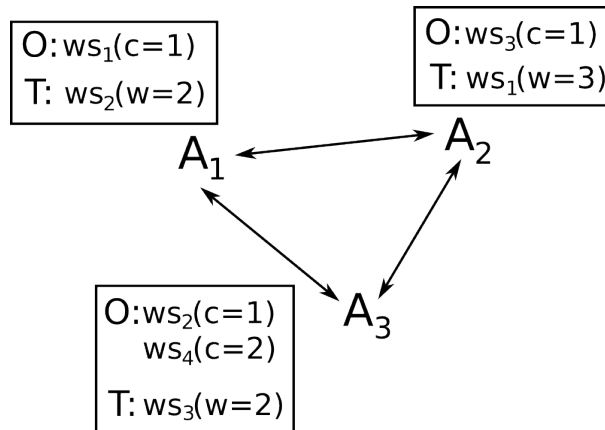 O: ws₁(c=1)
T: ws₂(w=2)
O: ws₃(c=1)
T: ws₁(w=3)
A₁
A₂
A₃
O: ws₂(c=1)
ws₄(c=2)
T: ws₃(w=2)